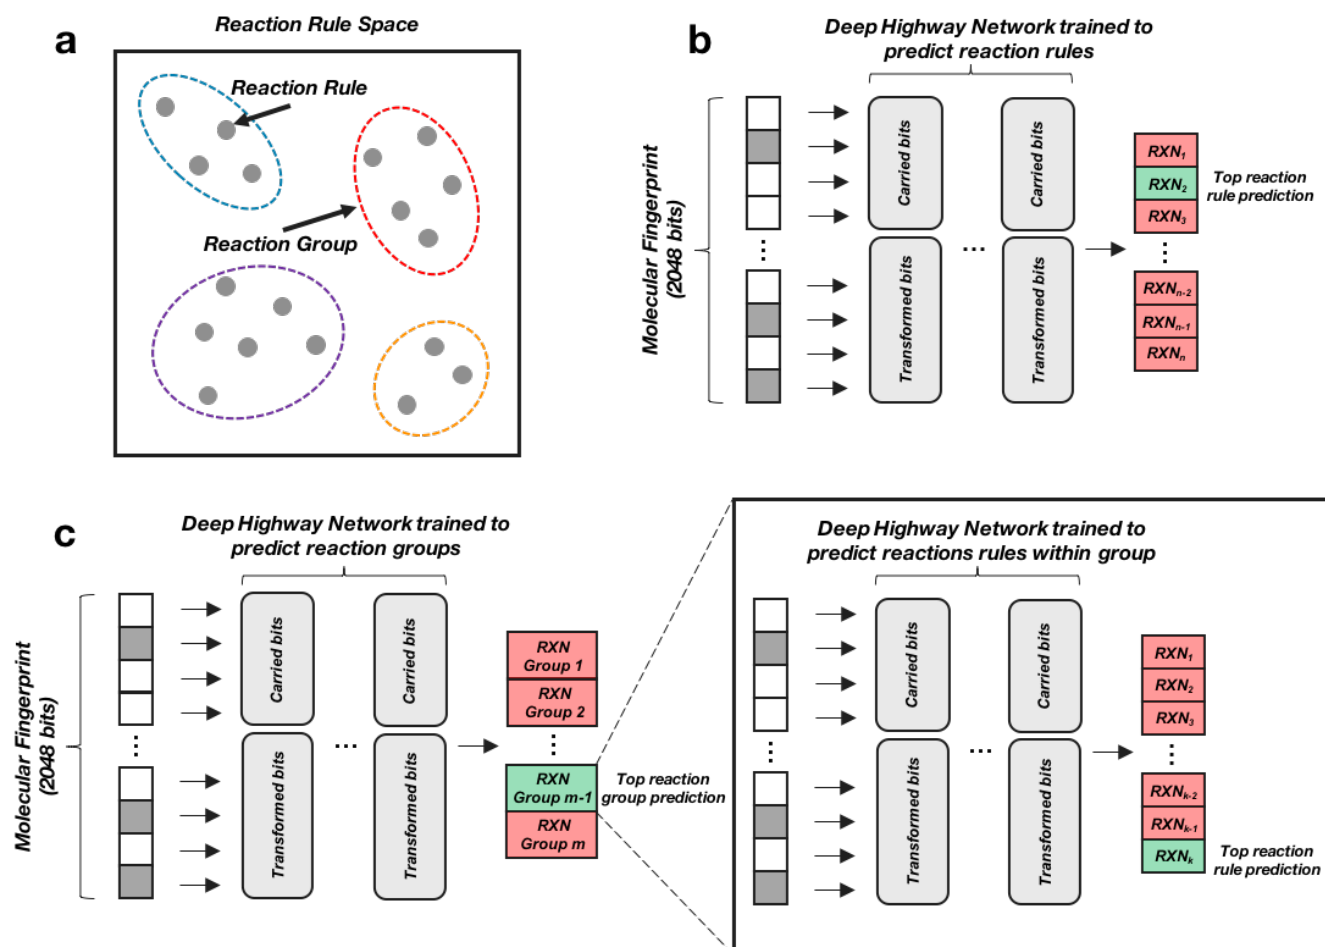 a
Reaction Rule Space
Reaction Rule
Reaction Group
b
Deep Highway Network trained to
predict reaction rules
Molecular Fingerprint
(2048 bits)
Carried bits
Carried bits
Transformed bits
...
Transformed bits
RXN1
RXN2
RXN3
RXNn-2
RXNn-1
RXNn
Top reaction
rule prediction
c
Deep Highway Network trained to
predict reaction groups
Molecular Fingerprint
(2048 bits)
Carried bits
Carried bits
Transformed bits
...
Transformed bits
RXN
Group 1
RXN
Group 2
RXN
Group m-1
RXN
Group m
Top reaction
group prediction
Deep Highway Network trained to
predict reactions rules within group
Carried bits
Carried bits
Transformed bits
...
Transformed bits
RXN1
RXN2
RXN3
RXNk-2
RXNk-1
RXNk
Top reaction
rule prediction